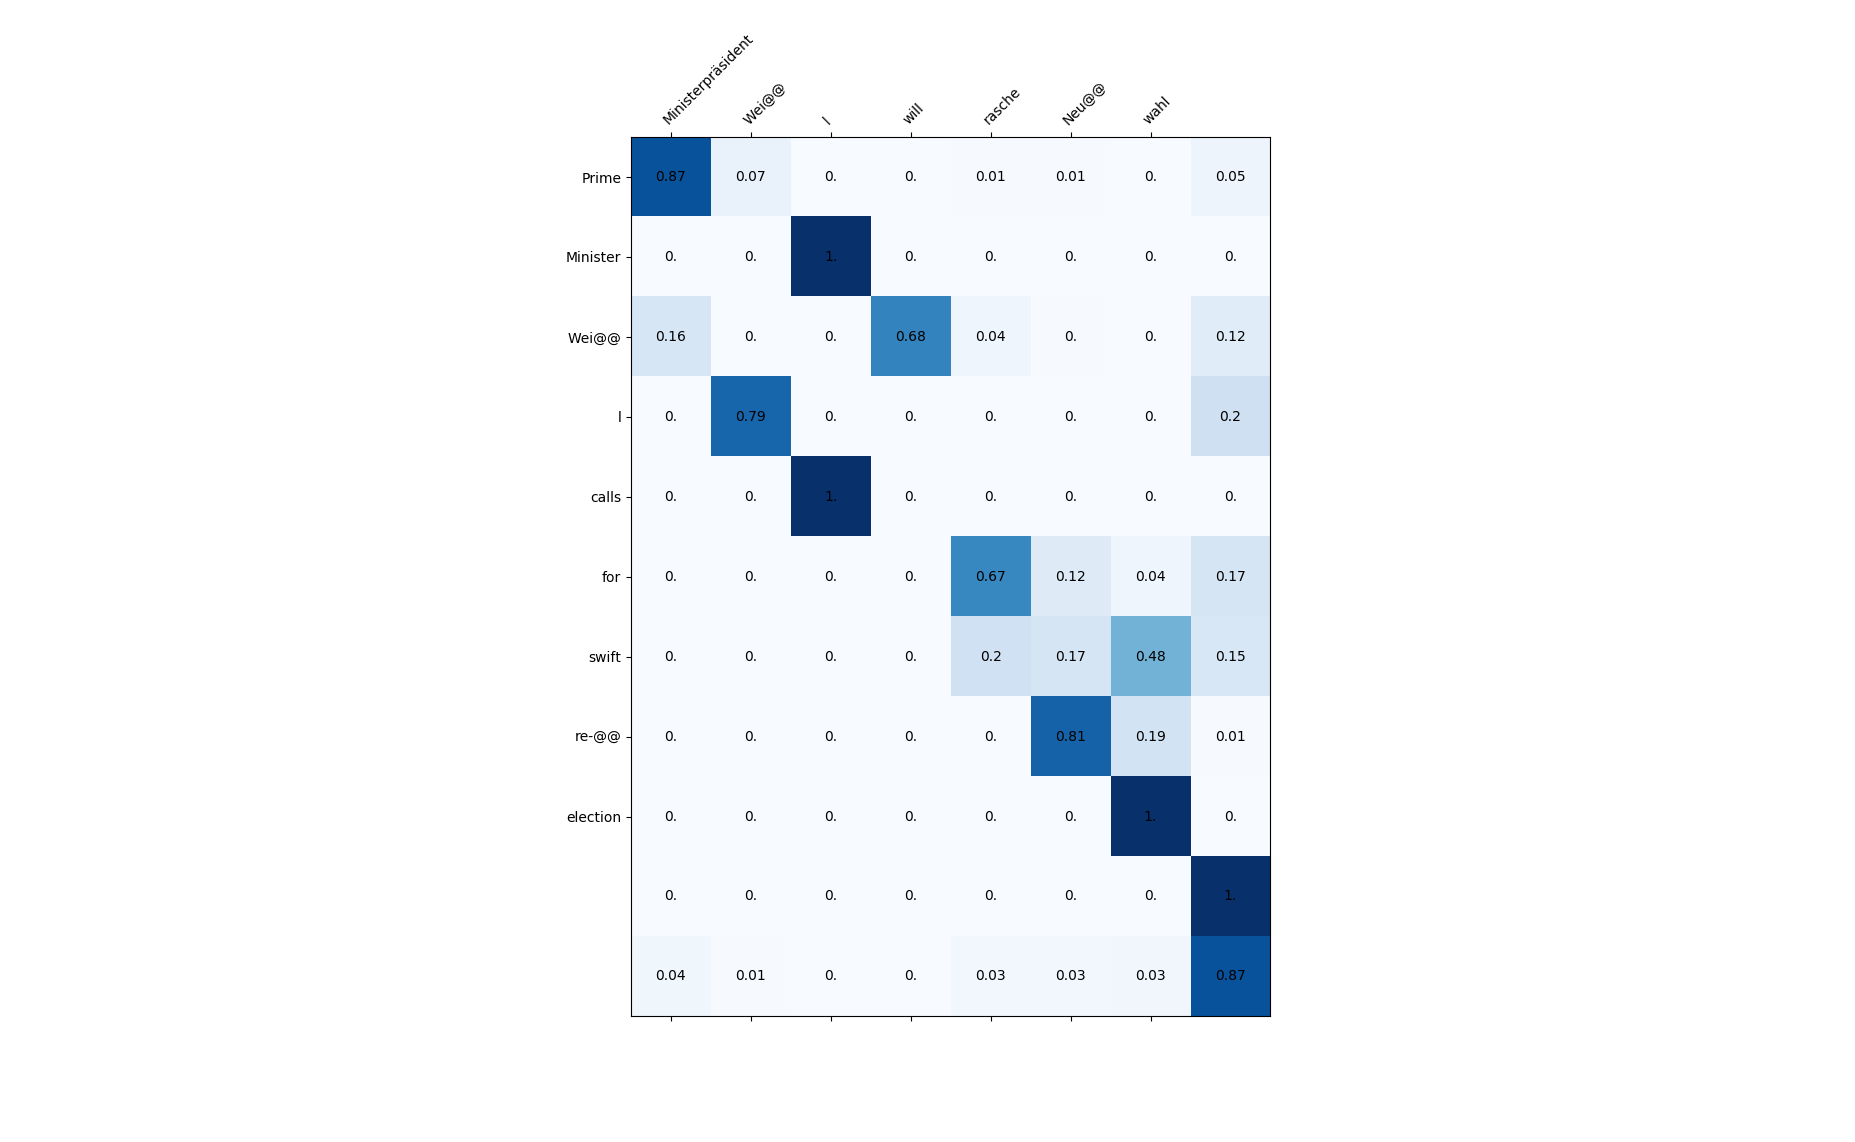 Ministerpräsident Wei@@ l will rasche Neu@@ wahl
Prime 0.87 0.07 0. 0. 0.01 0.01 0. 0.05
Minister 0. 0. 1. 0. 0. 0. 0. 0.
Wei@@ 0.16 0. 0. 0.68 0.04 0. 0. 0.12
l 0. 0.79 0. 0. 0. 0. 0. 0.2
calls 0. 0. 1. 0. 0. 0. 0. 0.
for 0. 0. 0. 0. 0.67 0.12 0.04 0.17
swift 0. 0. 0. 0. 0.2 0.17 0.48 0.15
re-@@ 0. 0. 0. 0. 0. 0.81 0.19 0.01
election 0. 0. 0. 0. 0. 0. 1. 0.
0. 0. 0. 0. 0. 0. 0. 1.
0.04 0.01 0. 0. 0.03 0.03 0.03 0.87